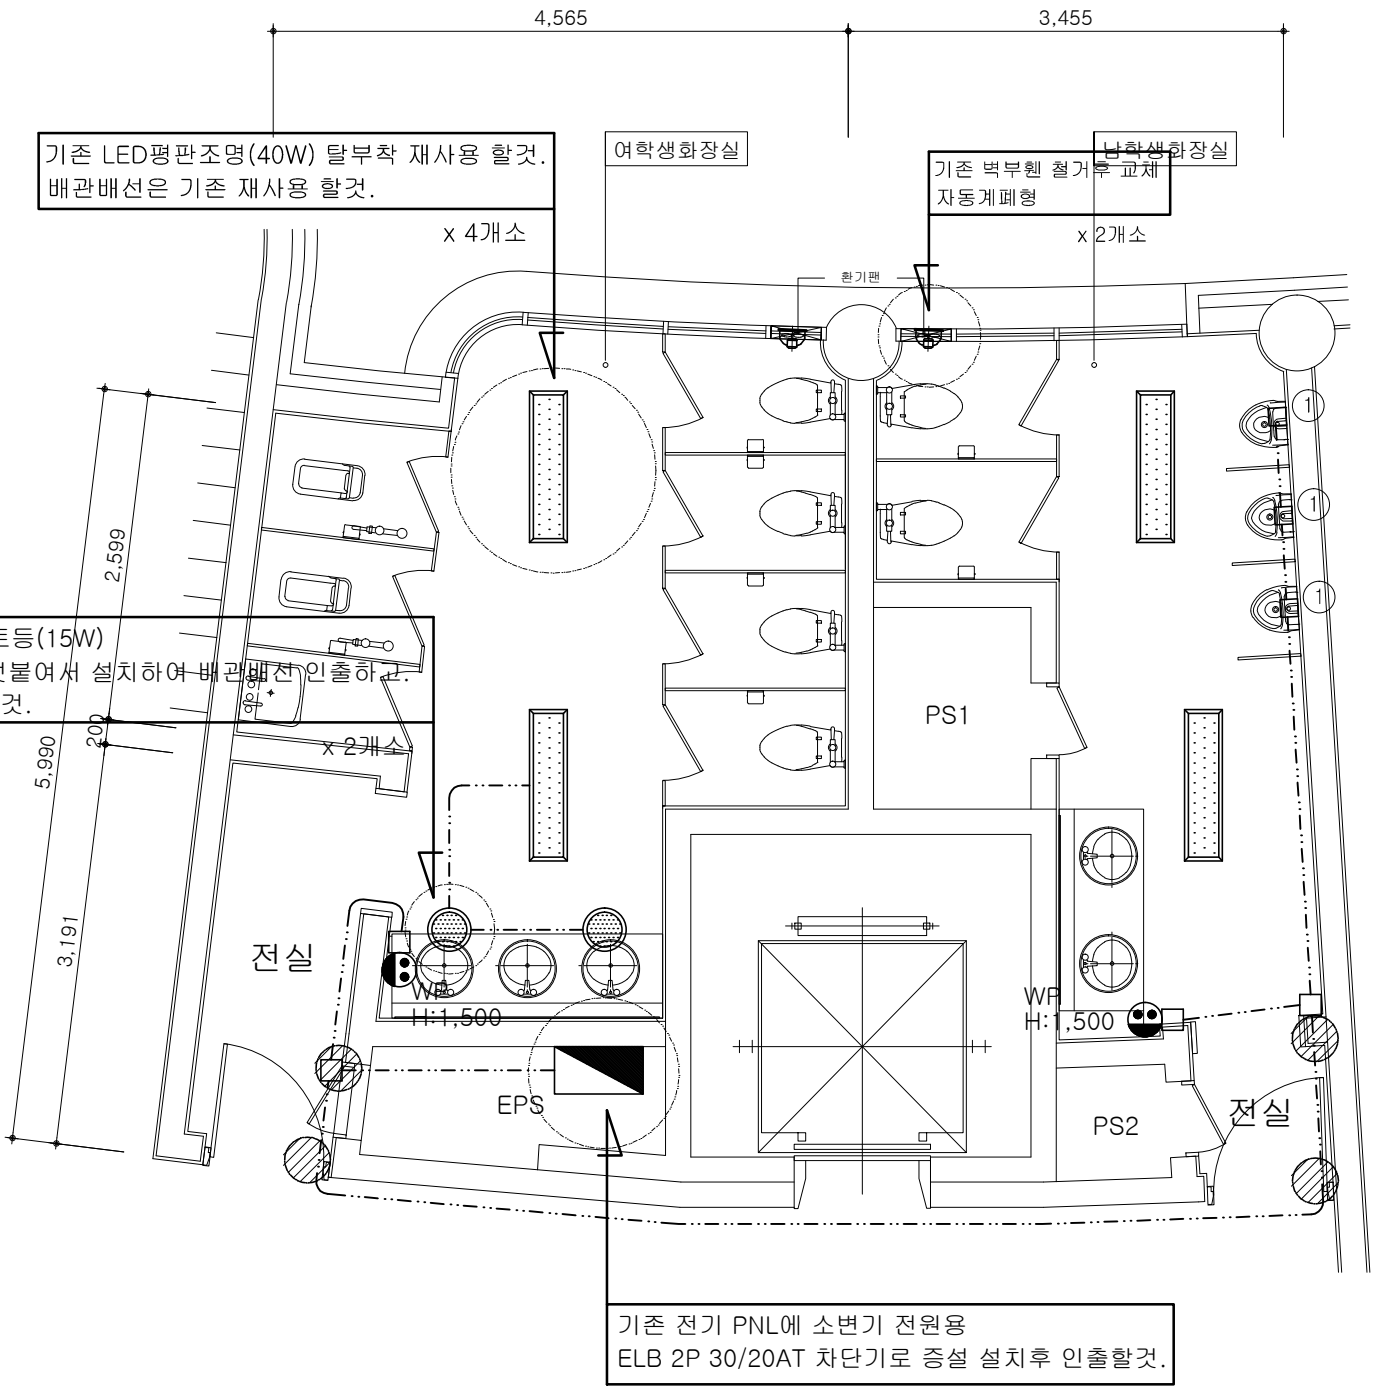 4,565
3,455
기존 LED평판조명(40W) 탈부착 재사용 할것.
배관배선은 기존 재사용 할것.
x 4개소
여학생화장실
남학생화장실
기존 벽부휀 철거후 교체
자동계폐형
x 2개소
환기팬
1
1
1
2,599
5,990
200
3,191
트등(15W)
덧붙여서 설치하여 배관배선 인출하고.
것.
x 2개소
PS1
전실
WP
H:1,500
WP
H:1,500
EPS
PS2
전실
기존 전기 PNL에 소변기 전원용
ELB 2P 30/20AT 차단기로 증설 설치후 인출할것.